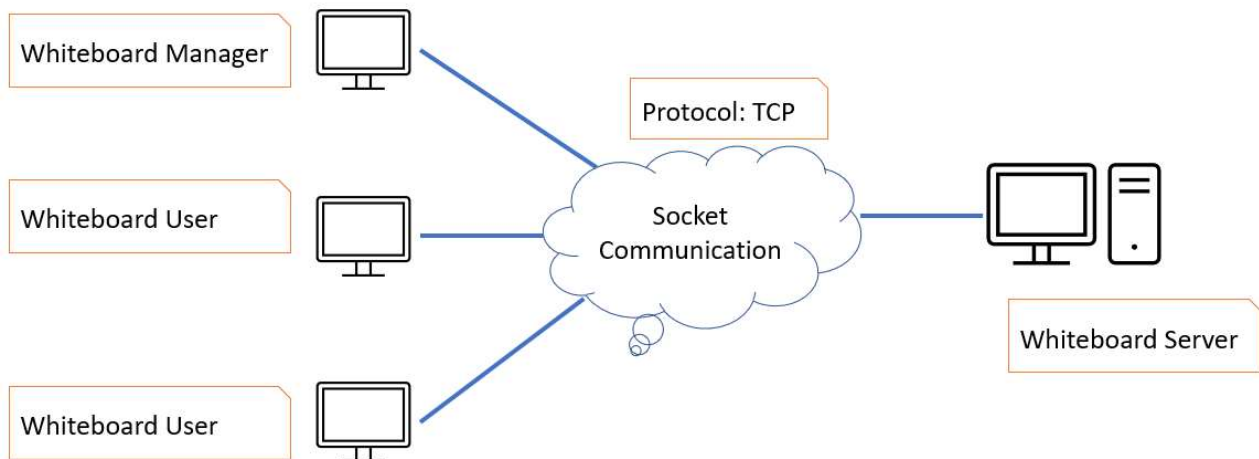 Whiteboard Manager
Protocol: TCP
Whiteboard User
Socket
Communication
Whiteboard Server
Whiteboard User